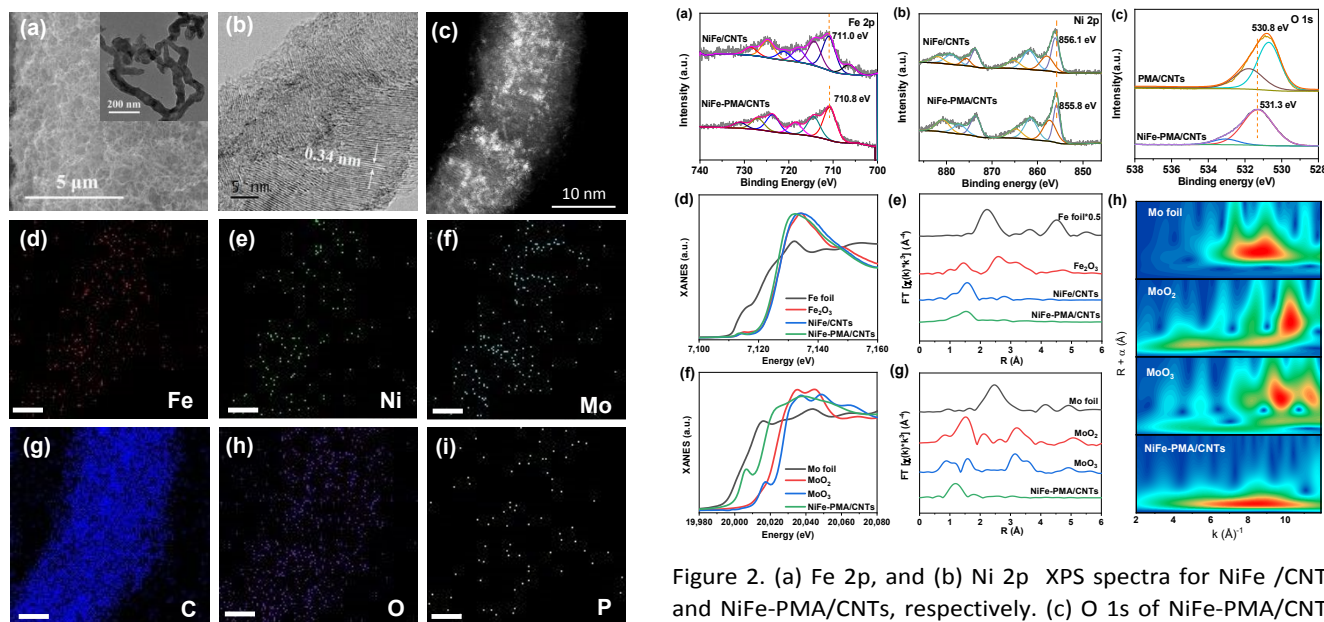 (a)
200 nm
5 µm
(b)
0.34 nm
5 nm
(c)
10 nm
(d)
Fe
(e)
Ni
(f)
Mo
(g)
C
(h)
O
(i)
P
(a)
Fe 2p
NiFe/CNTs
711.0 eV
NiFe-PMA/CNTs
710.8 eV
Intensity(a.u.)
740 730 720 710 700
Binding Energy (eV)
(b)
Ni 2p
NiFe/CNTs
856.1 eV
NiFe-PMA/CNTs
855.8 eV
Intensity(a.u.)
880 870 860 850
Binding energy (eV)
(c)
O 1s
530.8 eV
PMA/CNTs
531.3 eV
NiFe-PMA/CNTs
Intensity(a.u.)
538 536 534 532 530 528
Binding Energy (eV)
(d)
XANES (a.u.)
Fe foil
Fe₂O₃
NiFe/CNTs
NiFe-PMA/CNTs
7,100 7,120 7,140 7,160
Energy (eV)
(e)
Fe foil*0.5
Fe₂O₃
NiFe/CNTs
NiFe-PMA/CNTs
FT [χ(k)*k³] (Å⁻⁴)
0 1 2 3 4 5 6
R (Å)
(f)
XANES (a.u.)
Mo foil
MoO₂
MoO₃
NiFe-PMA/CNTs
19,980 20,000 20,020 20,040 20,060 20,080
Energy (eV)
(g)
Mo foil
MoO₂
MoO₃
NiFe-PMA/CNTs
FT [χ(k)*k³] (Å⁻⁴)
0 1 2 3 4 5 6
R (Å)
(h)
Mo foil
MoO₂
MoO₃
NiFe-PMA/CNTs
R + α (Å)
2 4 6 8 10
k (Å)⁻¹
Figure 2. (a) Fe 2p, and (b) Ni 2p XPS spectra for NiFe /CNT
and NiFe-PMA/CNTs, respectively. (c) O 1s of NiFe-PMA/CNT